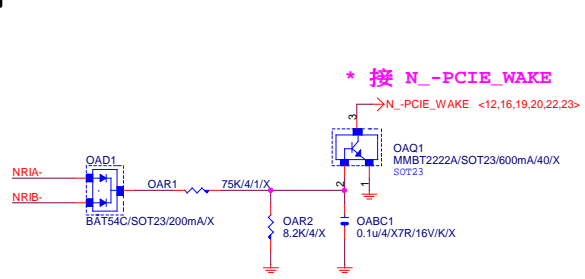 * 接 N_-PCIE_WAKE
N_-PCIE_WAKE <12,16,19,20,22,23>
3
OAQ1
MMBT2222A/SOT23/600mA/40/X
SOT23
2
1
OAD1
NRIA-
NRIB-
OAR1
75K/4/1/X
BAT54C/SOT23/200mA/X
OAR2
8.2K/4/X
OABC1
0.1u/4/X7R/16V/K/X